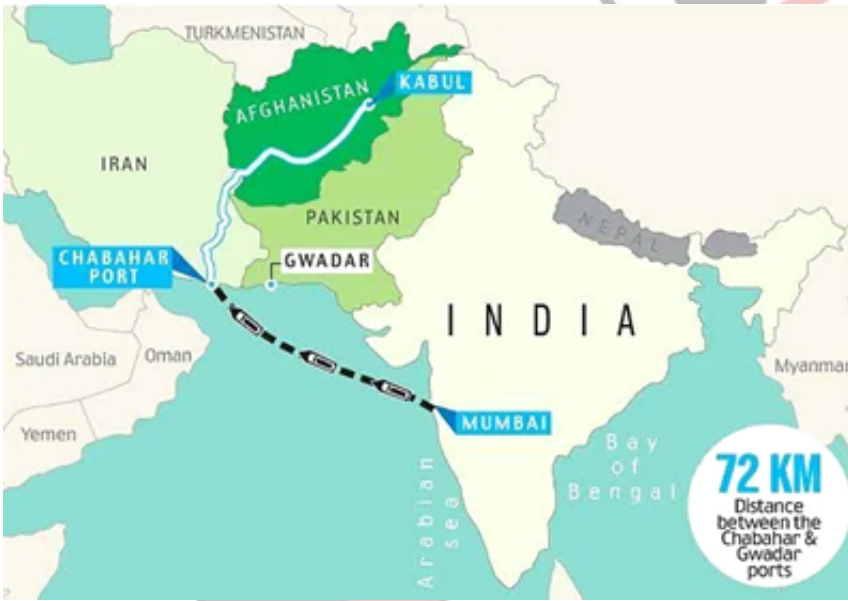 TURKMENISTAN
KABUL
AFGHANISTAN
IRAN
PAKISTAN
NEPAL
CHABAHAR
PORT
GWADAR
INDIA
Saudi Arabia
Oman
Myanmar
Yemen
MUMBAI
Arabian
sea
Bay
of
Bengal
72 KM
Distance
between the
Chabahar &
Gwadar
ports